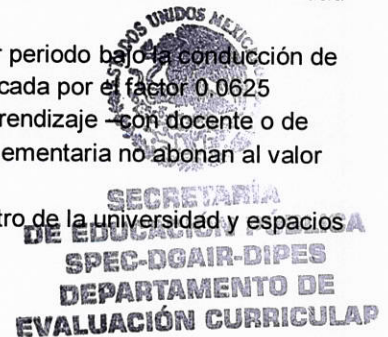 UNIDOS
r periodo bajo la conducción de
cada por el factor 0.0625
rendizaje –con docente o de
ementaria no abonan al valor
SECRETARÍA
tro de la universidad y espacios
DE EDUCACIÓN
SPEC-DGAIR-DIPES
DEPARTAMENTO DE
EVALUACIÓN CURRICULAR